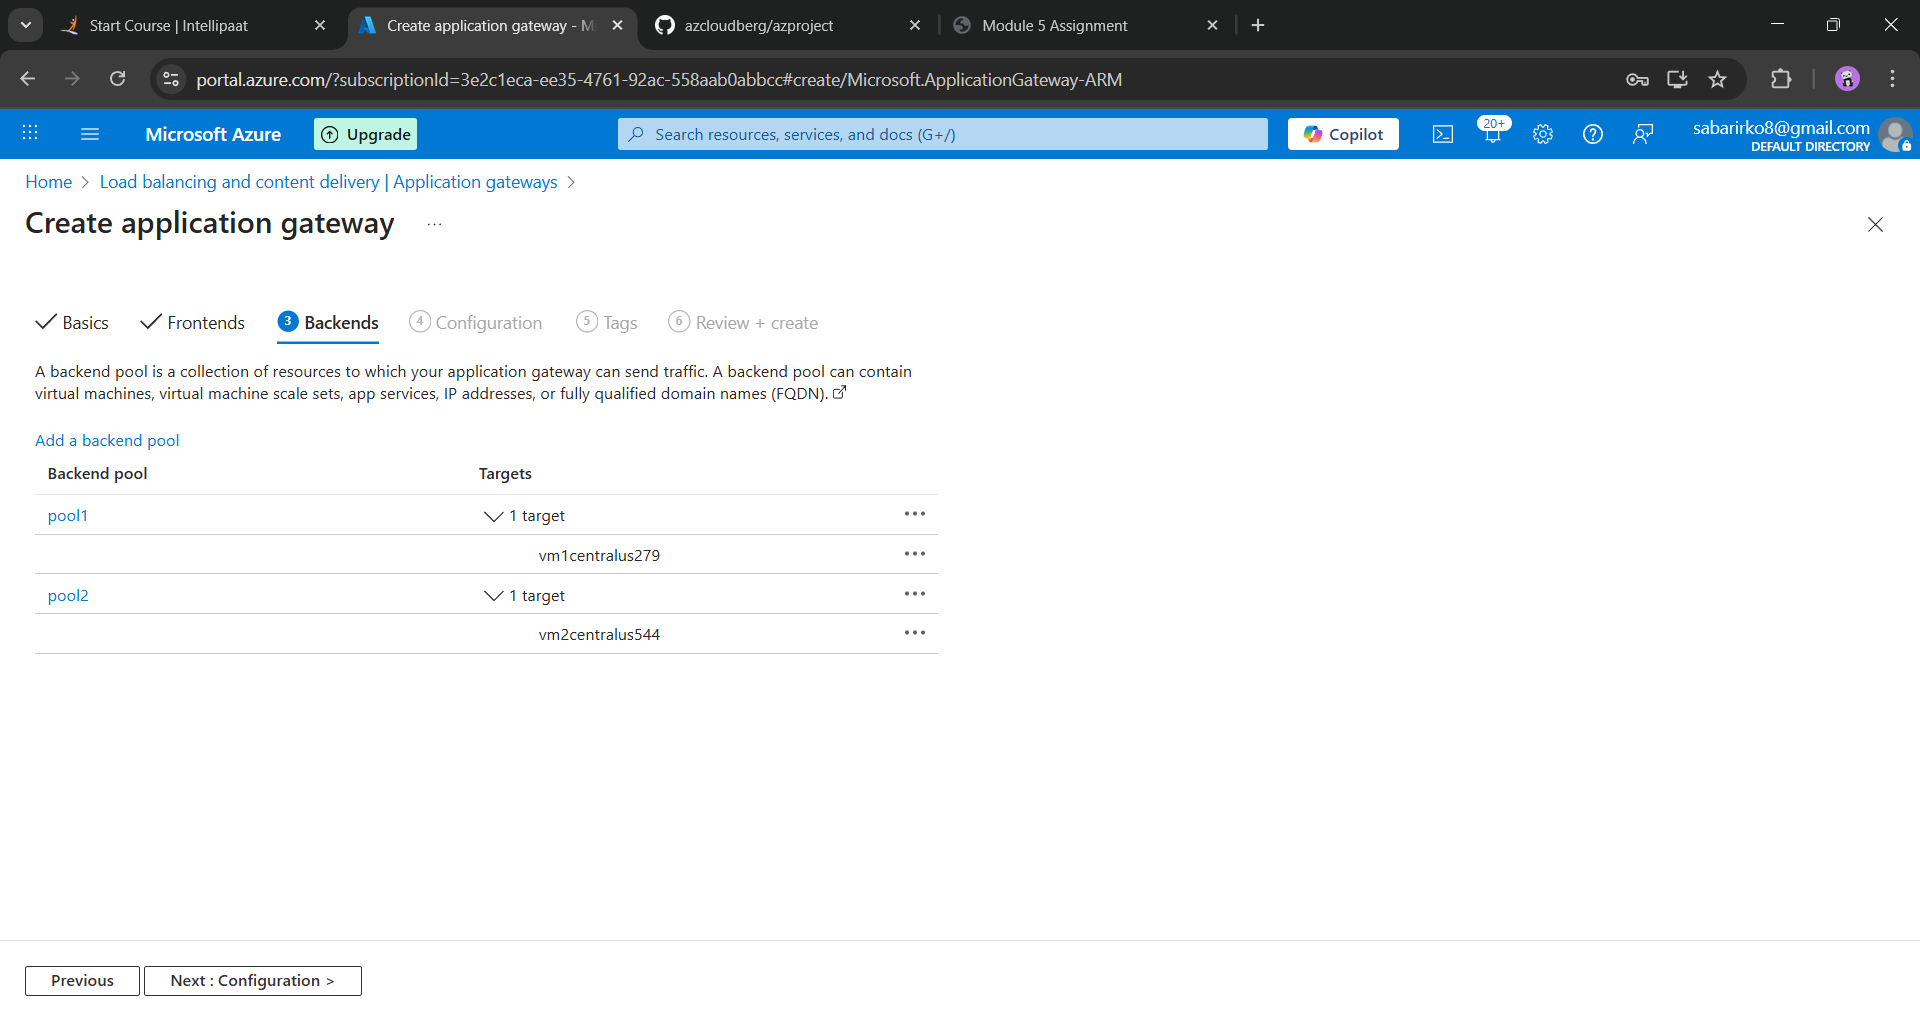 Start Course | Intellipaat
Create application gateway - M
azcloudberg/azproject
Module 5 Assignment
portal.azure.com/?subscriptionId=3e2c1eca-ee35-4761-92ac-558aab0abbcc#create/Microsoft.ApplicationGateway-ARM
Microsoft Azure
Upgrade
Search resources, services, and docs (G+/)
Copilot
20+
sabarirko8@gmail.com
DEFAULT DIRECTORY
Home > Load balancing and content delivery | Application gateways >
Create application gateway ...
Basics
Frontends
3 Backends
4 Configuration
5 Tags
6 Review + create
A backend pool is a collection of resources to which your application gateway can send traffic. A backend pool can contain
virtual machines, virtual machine scale sets, app services, IP addresses, or fully qualified domain names (FQDN).
Add a backend pool
Backend pool Targets
pool1 1 target
vm1centralus279
pool2 1 target
vm2centralus544
Previous
Next : Configuration >